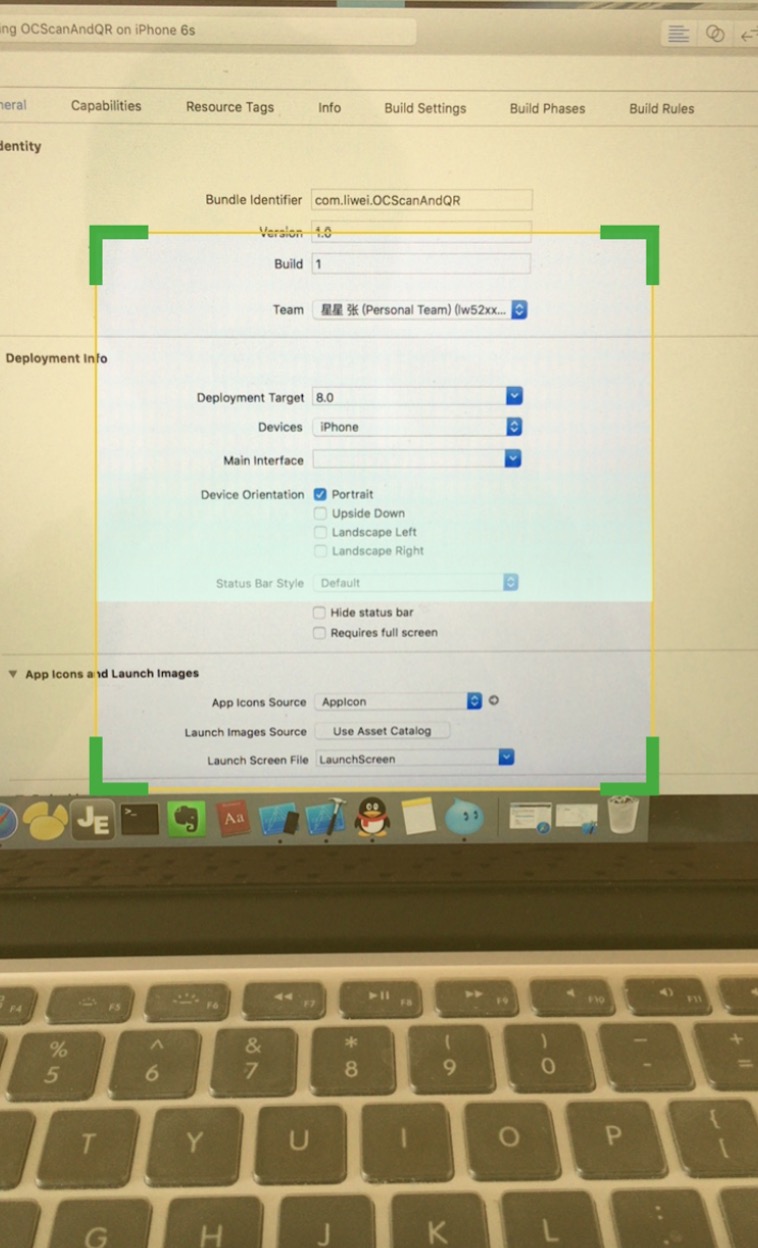 ng OCScanAndQR on iPhone 6s
neral Capabilities Resource Tags Info Build Settings Build Phases Build Rules
dentity
Bundle Identifier com.liwei.OCScanAndQR
Version 1.0
Build 1
Team 星星 张 (Personal Team) (lw52xx...
Deployment Info
Deployment Target 8.0
Devices iPhone
Main Interface
Device Orientation Portrait
Upside Down
Landscape Left
Landscape Right
Status Bar Style Default
Hide status bar
Requires full screen
App Icons and Launch Images
App Icons Source AppIcon
Launch Images Source Use Asset Catalog
Launch Screen File LaunchScreen
JE >_ Aa
F4 F5 F6 F7 F8 F9 F10 F11
% ^ & * ( ) — +
5 6 7 8 9 0 - =
T Y U I O P { [
G H J K L : ;